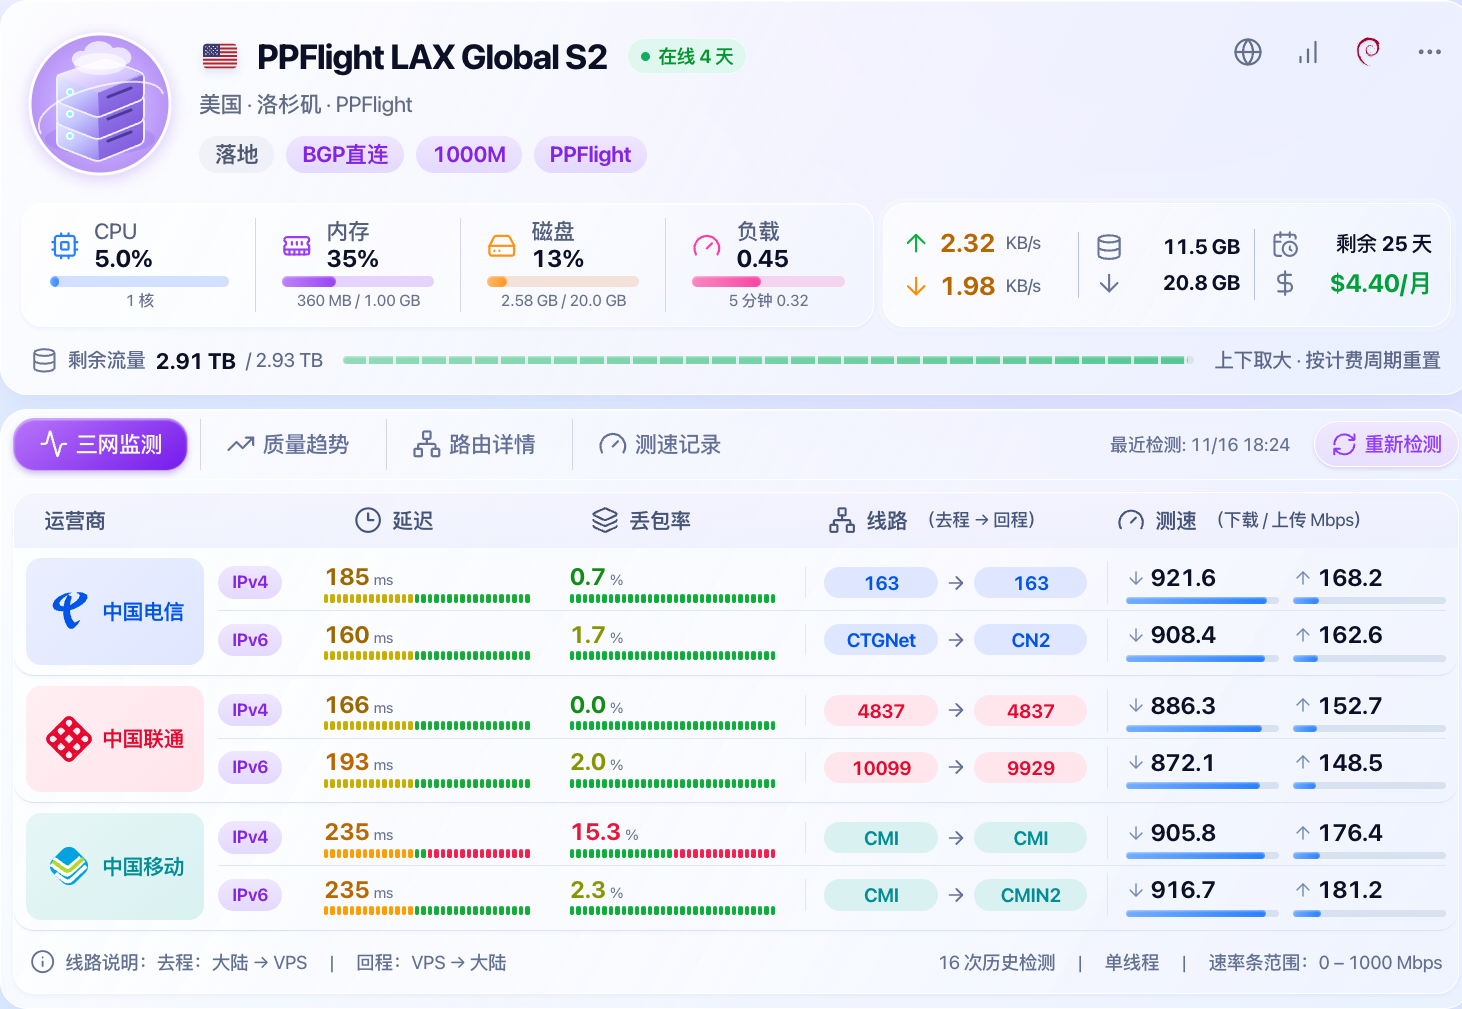 PPFlight LAX Global S2 在线 4 天
美国 · 洛杉矶 · PPFlight
落地 BGP直连 1000M PPFlight
CPU 5.0% 1 核
内存 35% 360 MB / 1.00 GB
磁盘 13% 2.58 GB / 20.0 GB
负载 0.45 5 分钟 0.32
↑ 2.32 KB/s
↓ 1.98 KB/s
11.5 GB
↓ 20.8 GB
剩余 25 天
$ $4.40/月
剩余流量 2.91 TB / 2.93 TB 上下取大 · 按计费周期重置
三网监测 质量趋势 路由详情 测速记录 最近检测: 11/16 18:24 重新检测
运营商 延迟 丢包率 线路 (去程 → 回程) 测速 (下载 / 上传 Mbps)
中国电信
IPv4 185 ms 0.7 % 163 → 163 ↓ 921.6 ↑ 168.2
IPv6 160 ms 1.7 % CTGNet → CN2 ↓ 908.4 ↑ 162.6
中国联通
IPv4 166 ms 0.0 % 4837 → 4837 ↓ 886.3 ↑ 152.7
IPv6 193 ms 2.0 % 10099 → 9929 ↓ 872.1 ↑ 148.5
中国移动
IPv4 235 ms 15.3 % CMI → CMI ↓ 905.8 ↑ 176.4
IPv6 235 ms 2.3 % CMI → CMIN2 ↓ 916.7 ↑ 181.2
线路说明: 去程: 大陆 → VPS | 回程: VPS → 大陆 16 次历史检测 | 单线程 | 速率条范围: 0 – 1000 Mbps